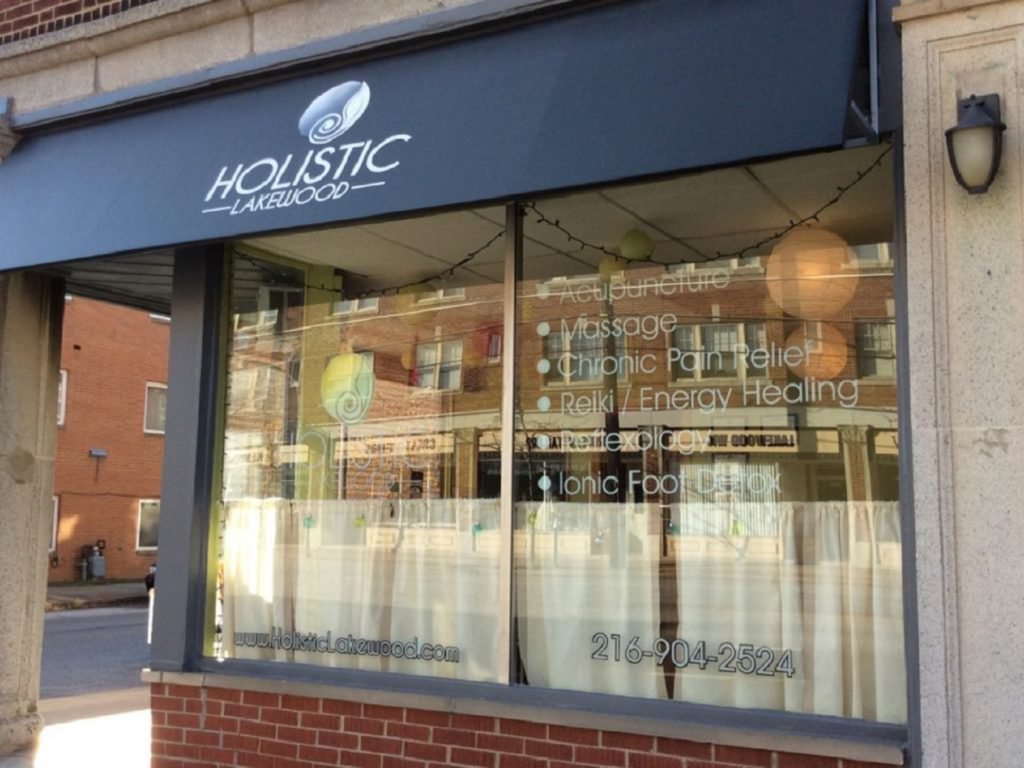 HOLISTIC
LAKEWOOD
• Acupuncture
• Massage
• Chronic Pain Relief
• Reiki / Energy Healing
• Reflexology
• Ionic Foot Detox
HOLISTIC
www.HolisticLakewood.com
216-904-2524